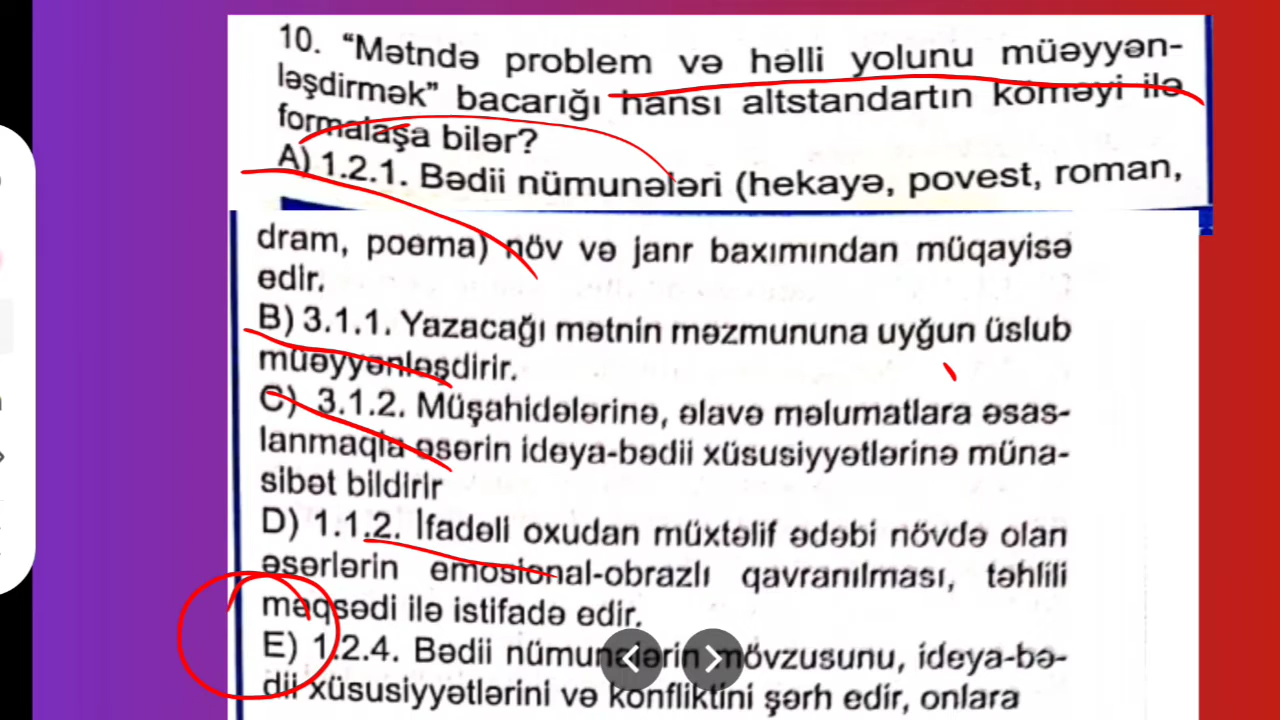 10. “Mətndə problem və həlli yolunu müəyyən-
ləşdirmək” bacarığı hansı altstandartın köməyi ilə
formalaşa bilər?
A) 1.2.1. Bədii nümunələri (hekayə, povest, roman,
dram, poema) növ və janr baxımından müqayisə
edir.
B) 3.1.1. Yazacağı mətnin məzmununa uyğun üslub
müəyyənləşdirir.
C) 3.1.2. Müşahidələrinə, əlavə məlumatlara əsas-
lanmaqla əsərin ideya-bədii xüsusiyyətlərinə müna-
sibət bildirir
D) 1.1.2. İfadəli oxudan müxtəlif ədəbi növdə olan
əsərlərin emosional-obrazlı qavranılması, təhlili
məqsədi ilə istifadə edir.
E) 1.2.4. Bədii nümunələrin mövzusunu, ideya-bə-
dii xüsusiyyətlərini və konfliktini şərh edir, onlara